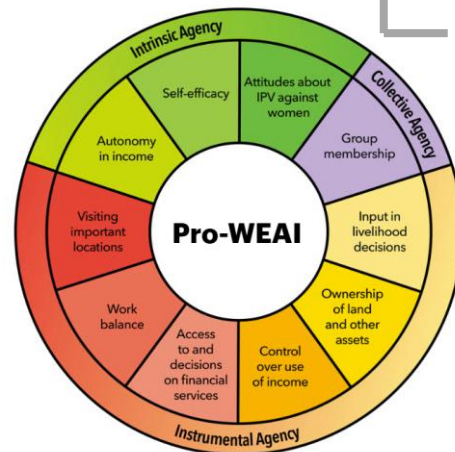 Intrinsic Agency
Collective Agency
Instrumental Agency
Pro-WEAI
Autonomy
in income
Self-efficacy
Attitudes about
IPV against
women
Group
membership
Input in
livelihood
decisions
Ownership
of land
and other
assets
Control
over use
of income
Access
to and
decisions
on financial
services
Work
balance
Visiting
important
locations